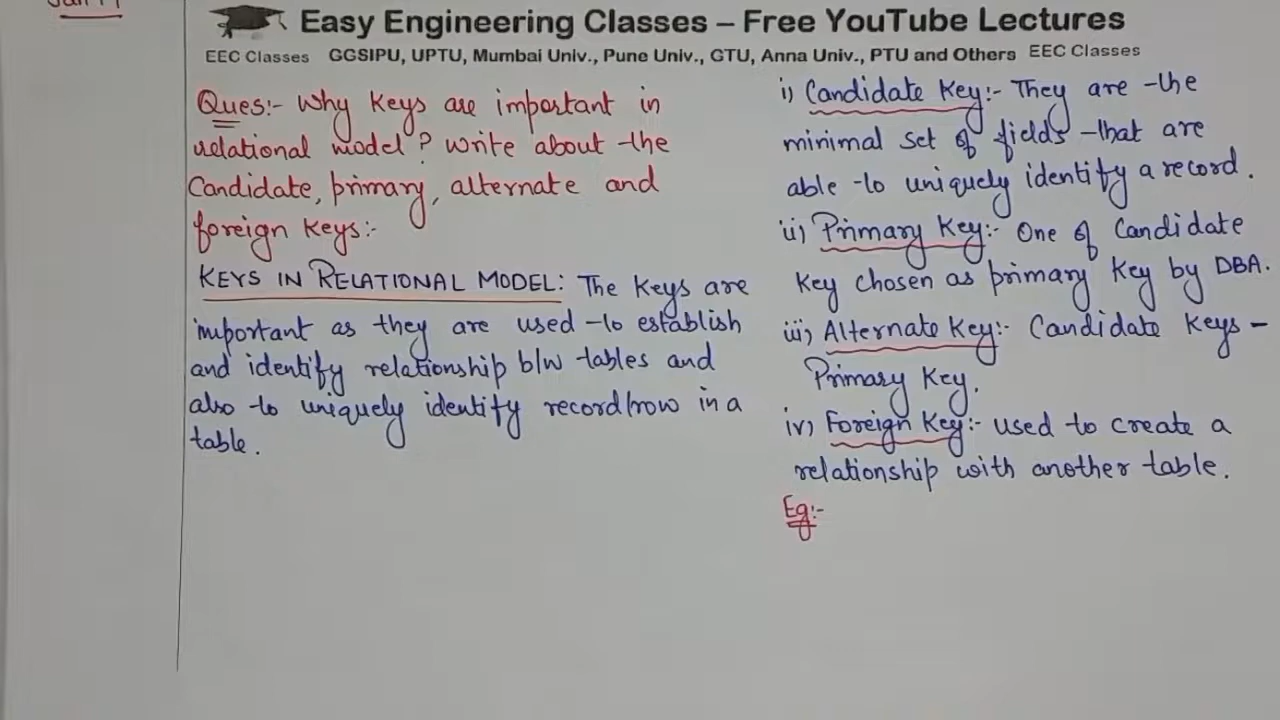 Easy Engineering Classes – Free YouTube Lectures
EEC Classes GGSIPU, UPTU, Mumbai Univ., Pune Univ., GTU, Anna Univ., PTU and Others EEC Classes
Ques:- Why Keys are important in
relational model? Write about the
Candidate, primary, alternate and
foreign Keys:-
KEYS IN RELATIONAL MODEL: The Keys are
important as they are used to establish
and identify relationship b/w tables and
also to uniquely identify record/row in a
table.
i) Candidate Key:- They are the
minimal set of fields that are
able to uniquely identify a record.
ii) Primary Key:- One of Candidate
Key chosen as primary Key by DBA.
iii) Alternate Key:- Candidate Keys -
Primary Key.
iv) Foreign Key:- used to create a
relationship with another table.
Eg:-